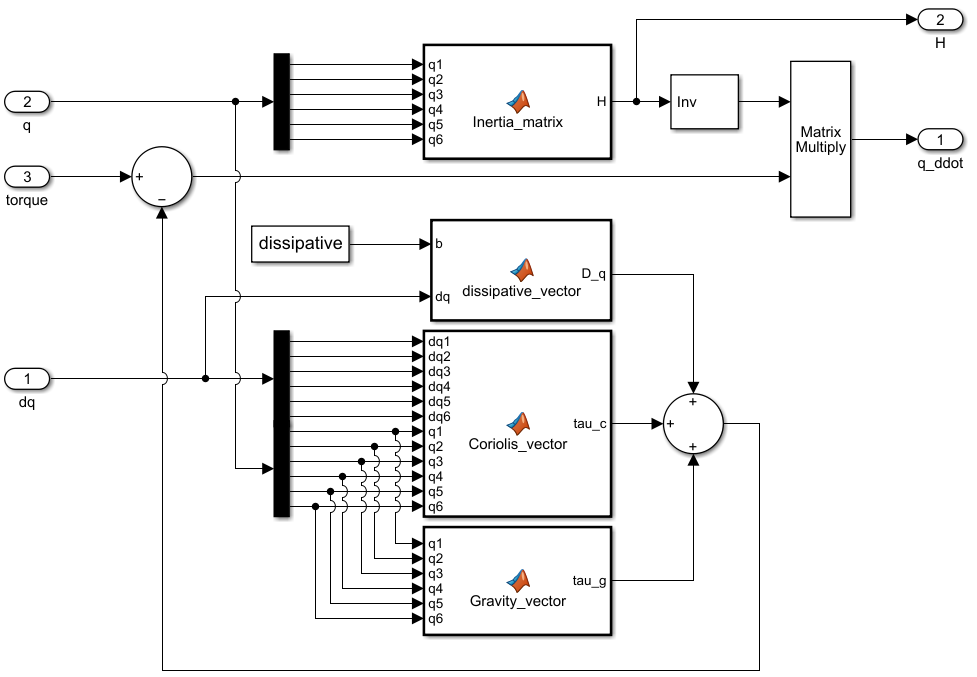 2
H
q1
q2
q3
q4
q5
q6
H
Inertia_matrix
Inv
2
q
Matrix
Multiply
1
q_ddot
3
torque
+
−
dissipative
b
dq
D_q
dissipative_vector
dq1
dq2
dq3
dq4
dq5
dq6
q1
q2
q3
q4
q5
q6
tau_c
Coriolis_vector
1
dq
+
+
+
q1
q2
q3
q4
q5
q6
tau_g
Gravity_vector